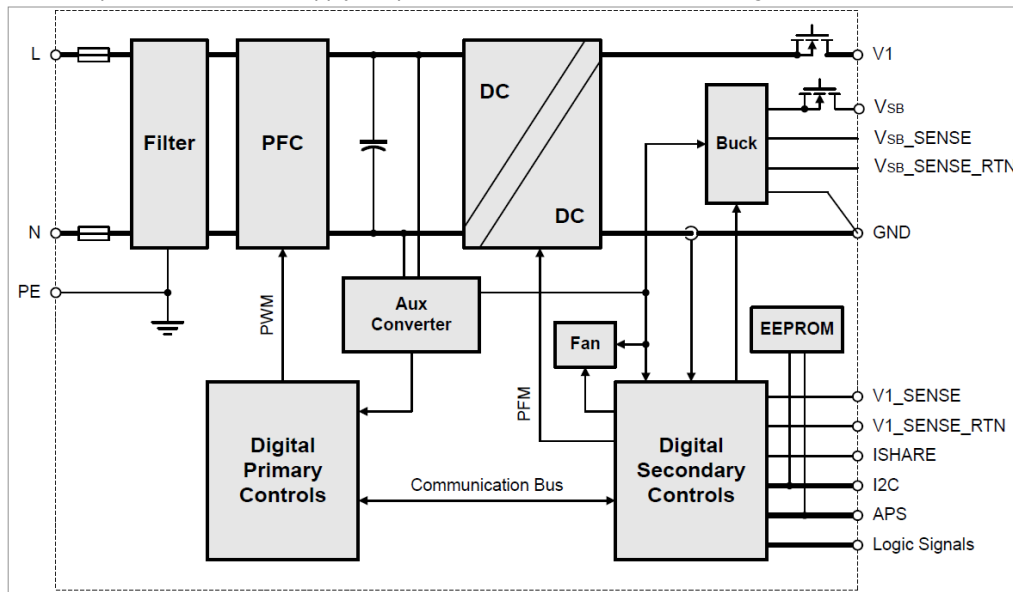 L
Filter
PFC
DC
DC
V1
Buck
VSB
VSB_SENSE
VSB_SENSE_RTN
N
GND
PE
PWM
Aux
Converter
Fan
EEPROM
PFM
Digital
Primary
Controls
Communication Bus
Digital
Secondary
Controls
V1_SENSE
V1_SENSE_RTN
ISHARE
I2C
APS
Logic Signals